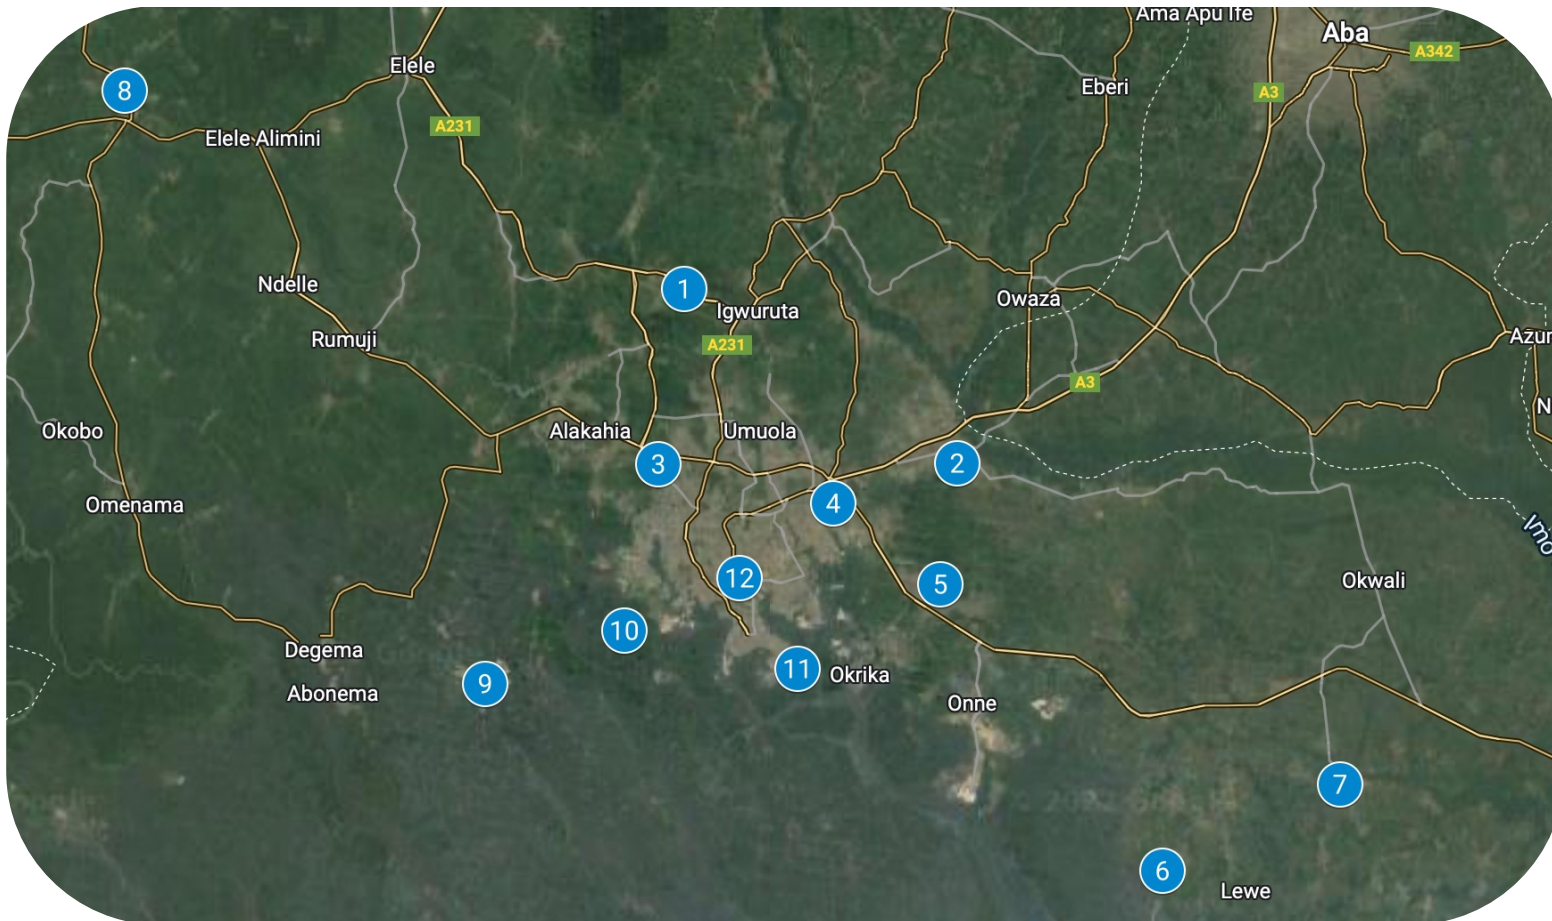 Ama Apu Ife
Aba
A342
8
Elele
Eberi
A3
A231
Elele Alimini
Ndelle
1
Igwuruta
Owaza
Rumuji
A231
Azur
A3
N
Okobo
Alakahia
Umuola
3
2
Omenama
4
Imo
12
5
Okwali
10
Degema
11
Okrika
9
Abonema
Onne
7
6
Lewe